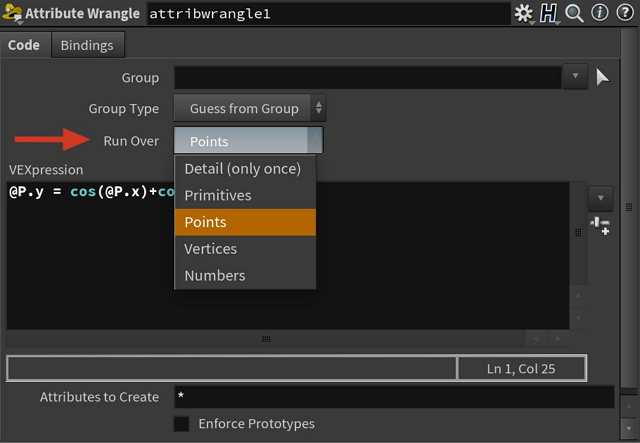 Attribute Wrangle attribwrangle1
Code Bindings
Group
Group Type Guess from Group
Run Over Points
Detail (only once)
Primitives
Points
Vertices
Numbers
VEXpression
@P.y = cos(@P.x)+co
Ln 1, Col 25
Attributes to Create *
Enforce Prototypes